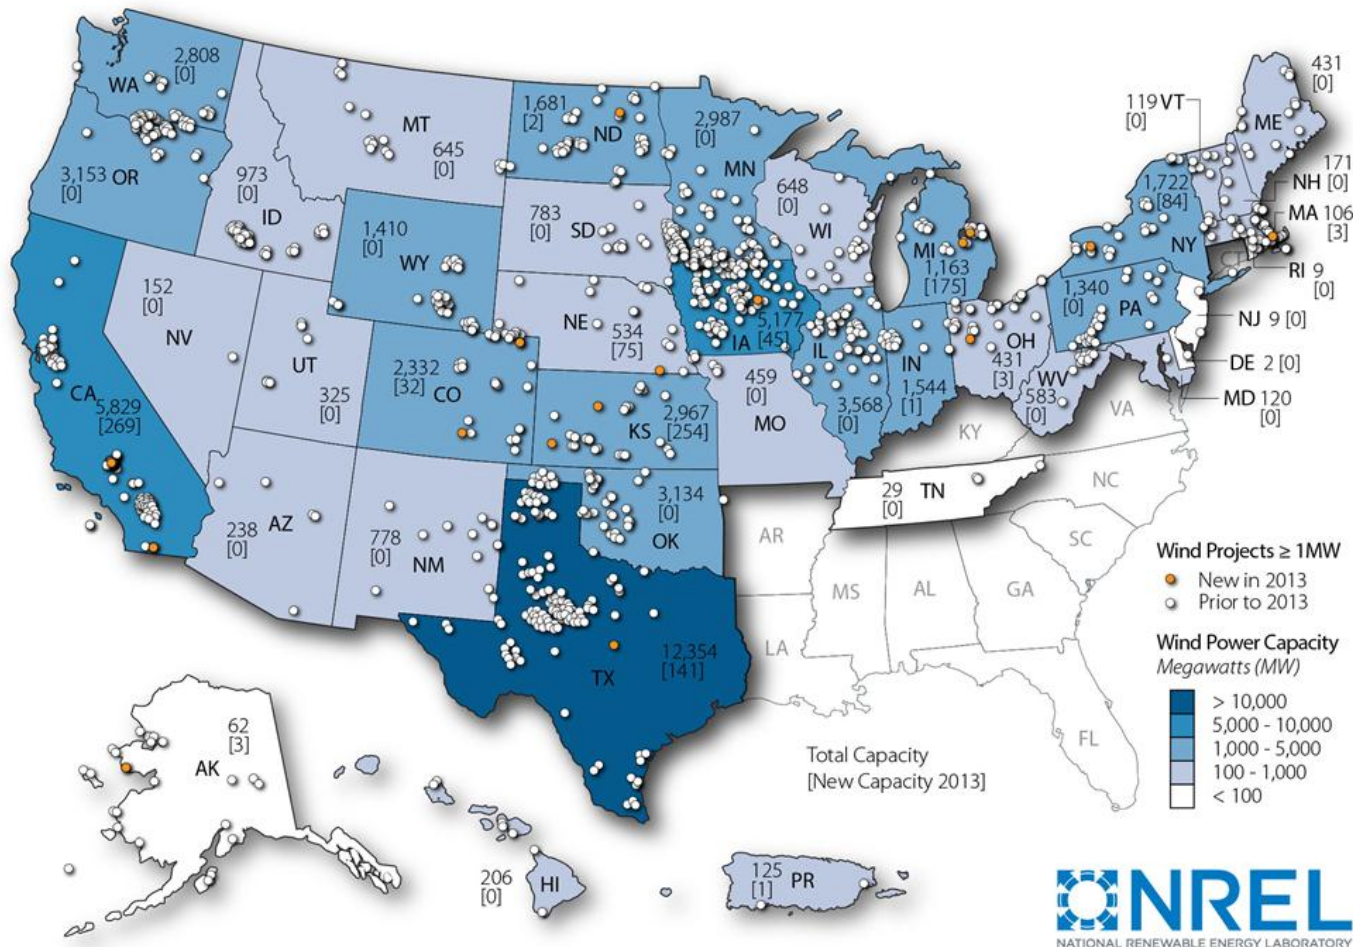 WA
2,808
[0]
3,153 OR
[0]
973
[0]
ID
MT
645
[0]
1,681
[2]
ND
2,987
[0]
MN
783
[0]
SD
648
[0]
WI
MI
1,163
[175]
1,410
[0]
WY
152
[0]
NV
UT
325
[0]
CA
5,829
[269]
2,332
[32]
CO
NE
534
[75]
5,177
IA [45]
IL
3,568
[0]
IN
1,544
[1]
OH
431
[3]
WV
583
[0]
1,340
[0]
PA
1,722
[84]
NY
119 VT
[0]
431
[0]
ME
171
NH [0]
MA 106
[3]
CT
RI 9
[0]
NJ 9 [0]
DE 2 [0]
MD 120
[0]
VA
KY
2,967
KS [254]
459
[0]
MO
238
[0]
AZ
778
[0]
NM
3,134
[0]
OK
12,354
[141]
TX
29
[0]
TN
NC
SC
AR
MS
AL
GA
LA
FL
62
[3]
AK
206
[0]
HI
125
[1]
PR
Wind Projects ≥ 1MW
New in 2013
Prior to 2013
Wind Power Capacity
Megawatts (MW)
> 10,000
5,000 - 10,000
1,000 - 5,000
100 - 1,000
< 100
Total Capacity
[New Capacity 2013]
NREL
NATIONAL RENEWABLE ENERGY LABORATORY